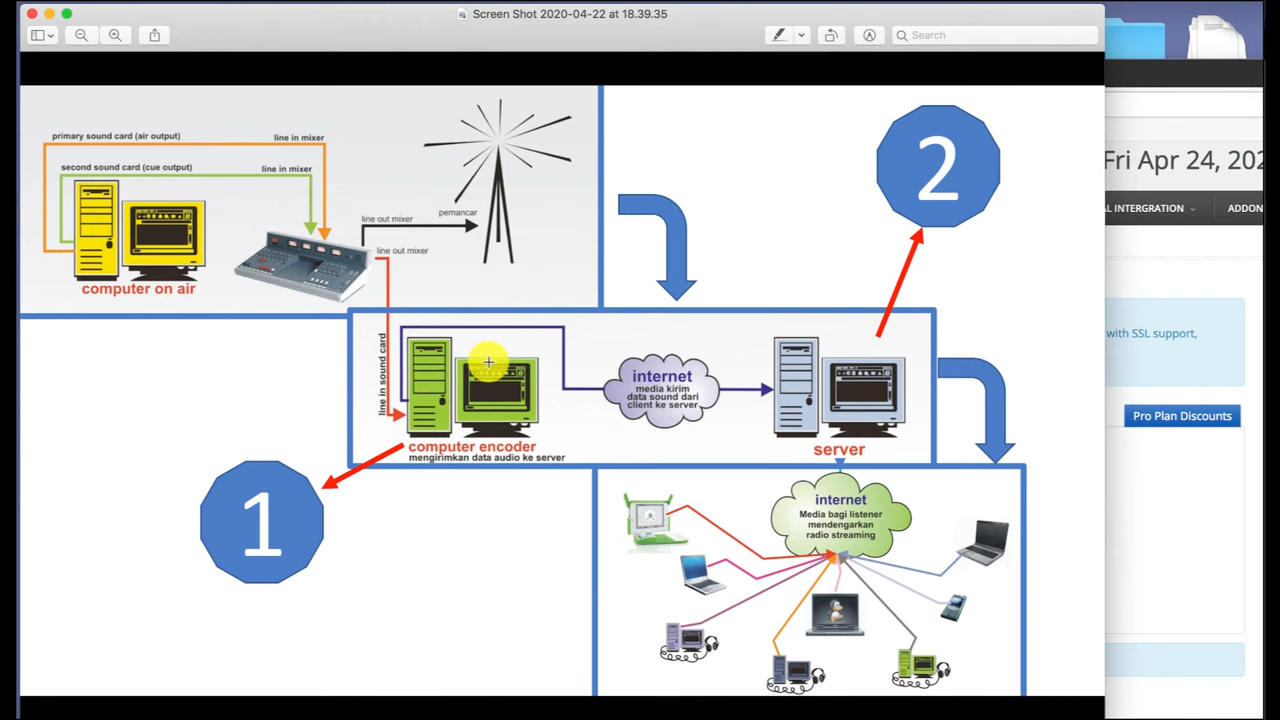 Screen Shot 2020-04-22 at 18.39.35
Search
primary sound card (air output)
line in mixer
second sound card (cue output)
line in mixer
line out mixer
pemancar
line out mixer
computer on air
2
Fri Apr 24, 202
L INTERGRATION
ADDON
with SSL support,
Pro Plan Discounts
line in sound card
internet
media kirim
data sound dari
client ke server
computer encoder
mengirimkan data audio ke server
server
1
internet
Media bagi listener
mendengarkan
radio streaming